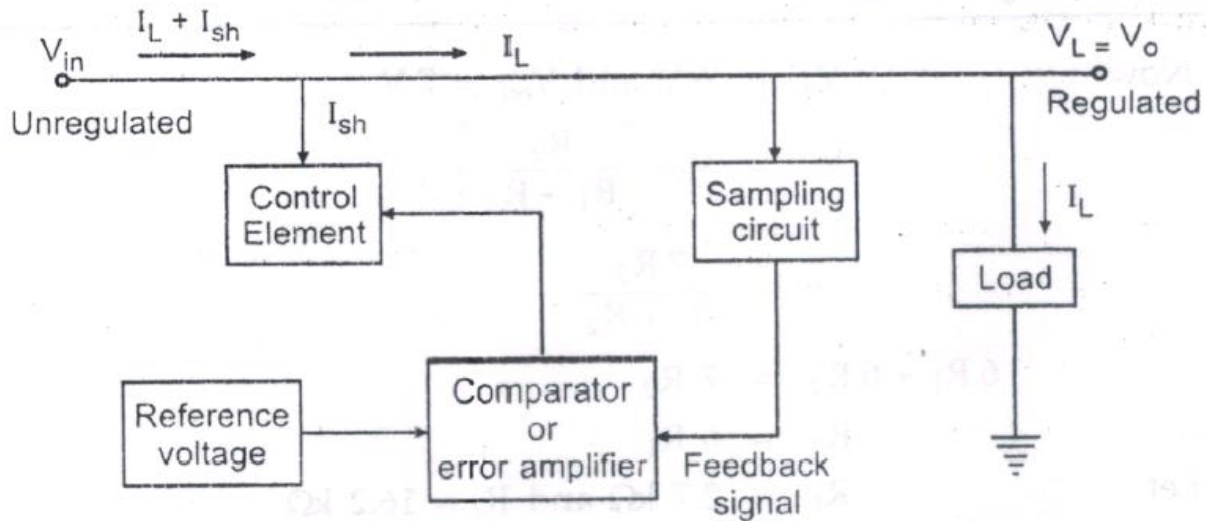 I_L + I_sh
I_L
V_in
V_L = V_o
Unregulated
Regulated
I_sh
Control
Element
Sampling
circuit
I_L
Load
Reference
voltage
Comparator
or
error amplifier
Feedback
signal